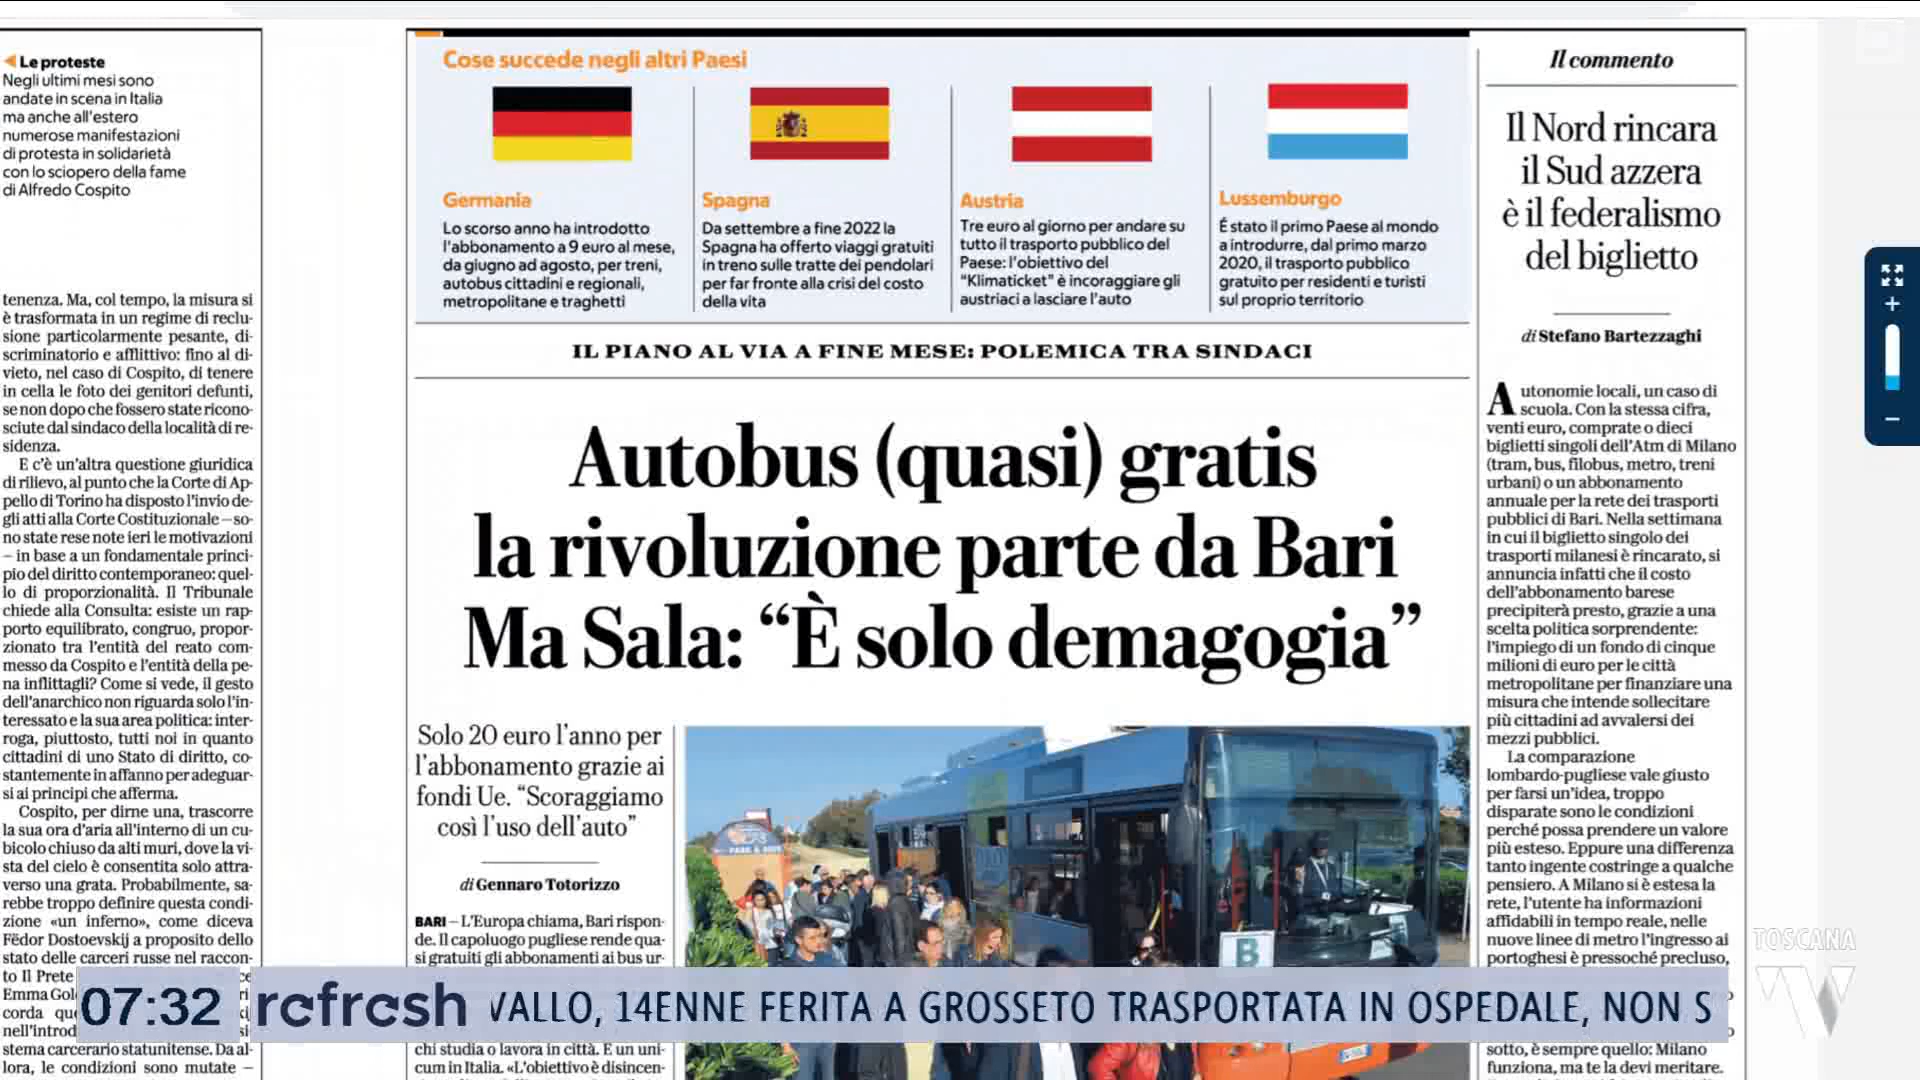 Le proteste
Negli ultimi mesi sono
andate in scena in Italia
ma anche all'estero
numerose manifestazioni
di protesta in solidarietà
con lo sciopero della fame
di Alfredo Cospito
tenenza. Ma, col tempo, la misura si
è trasformata in un regime di reclu-
sione particolarmente pesante, di-
scriminatorio e afflittivo: fino al di-
vieto, nel caso di Cospito, di tenere
in cella le foto dei genitori defunti,
se non dopo che fossero state ricono-
sciute dal sindaco della località di re-
sidenza.
E c'è un'altra questione giuridica
di rilievo, al punto che la Corte di Ap-
pello di Torino ha disposto l'invio de-
gli atti alla Corte Costituzionale – so-
no state rese note ieri le motivazioni
– in base a un fondamentale princi-
pio del diritto contemporaneo: quel-
lo di proporzionalità. Il Tribunale
chiede alla Consulta: esiste un rap-
porto equilibrato, congruo, propor-
zionato tra l'entità del reato com-
messo da Cospito e l'entità della pe-
na inflittagli? Come si vede, il gesto
dell'anarchico non riguarda solo l'in-
teressato e la sua area politica: inter-
roga, piuttosto, tutti noi in quanto
cittadini di uno Stato di diritto, co-
stantemente in affanno per adeguar-
si ai principi che afferma.
Cospito, per dirne una, trascorre
la sua ora d'aria all'interno di un cu-
bicolo chiuso da alti muri, dove la vi-
sta del cielo è consentita solo attra-
verso una grata. Probabilmente, sa-
rebbe troppo definire questa condi-
zione «un inferno», come diceva
Fëdor Dostoevskij a proposito dello
stato delle carceri russe nel raccon-
to Il Prete
Emma Gol
corda que
nell'introd
stema carcerario statunitense. Da al-
lora, le condizioni sono mutate –
Cose succede negli altri Paesi
Germania
Lo scorso anno ha introdotto
l'abbonamento a 9 euro al mese,
da giugno ad agosto, per treni,
autobus cittadini e regionali,
metropolitane e traghetti
Spagna
Da settembre a fine 2022 la
Spagna ha offerto viaggi gratuiti
in treno sulle tratte dei pendolari
per far fronte alla crisi del costo
della vita
Austria
Tre euro al giorno per andare su
tutto il trasporto pubblico del
Paese: l'obiettivo del
“Klimaticket” è incoraggiare gli
austriaci a lasciare l'auto
Lussemburgo
É stato il primo Paese al mondo
a introdurre, dal primo marzo
2020, il trasporto pubblico
gratuito per residenti e turisti
sul proprio territorio
IL PIANO AL VIA A FINE MESE: POLEMICA TRA SINDACI
Autobus (quasi) gratis
la rivoluzione parte da Bari
Ma Sala: “È solo demagogia”
Solo 20 euro l'anno per
l'abbonamento grazie ai
fondi Ue. “Scoraggiamo
così l'uso dell'auto”
di Gennaro Totorizzo
BARI – L'Europa chiama, Bari rispon-
de. Il capoluogo pugliese rende qua-
si gratuiti gli abbonamenti ai bus ur-
chi studia o lavora in città. È un uni-
cum in Italia. «L'obiettivo è disincen-
PARK & RIDE
B
Il commento
Il Nord rincara
il Sud azzera
è il federalismo
del biglietto
di Stefano Bartezzaghi
Autonomie locali, un caso di
scuola. Con la stessa cifra,
venti euro, comprate o dieci
biglietti singoli dell'Atm di Milano
(tram, bus, filobus, metro, treni
urbani) o un abbonamento
annuale per la rete dei trasporti
pubblici di Bari. Nella settimana
in cui il biglietto singolo dei
trasporti milanesi è rincarato, si
annuncia infatti che il costo
dell'abbonamento barese
precipiterà presto, grazie a una
scelta politica sorprendente:
l'impiego di un fondo di cinque
milioni di euro per le città
metropolitane per finanziare una
misura che intende sollecitare
più cittadini ad avvalersi dei
mezzi pubblici.
La comparazione
lombardo-pugliese vale giusto
per farsi un'idea, troppo
disparate sono le condizioni
perché possa prendere un valore
più esteso. Eppure una differenza
tanto ingente costringe a qualche
pensiero. A Milano si è estesa la
rete, l'utente ha informazioni
affidabili in tempo reale, nelle
nuove linee di metro l'ingresso ai
portoghesi è pressoché precluso,
sotto, è sempre quello: Milano
funziona, ma te la devi meritare.
TOSCANA
TV
07:32 refresh VALLO, 14ENNE FERITA A GROSSETO TRASPORTATA IN OSPEDALE, NON S